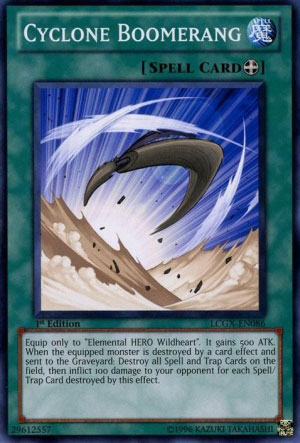 CYCLONE BOOMERANG
魔
[SPELL CARD]
1st Edition
LCGX-EN086
Equip only to "Elemental HERO Wildheart". It gains 500 ATK.
When the equipped monster is destroyed by a card effect and
sent to the Graveyard: Destroy all Spell and Trap Cards on the
field, then inflict 100 damage to your opponent for each Spell/
Trap Card destroyed by this effect.
29612557
©1996 KAZUKI TAKAHASHI